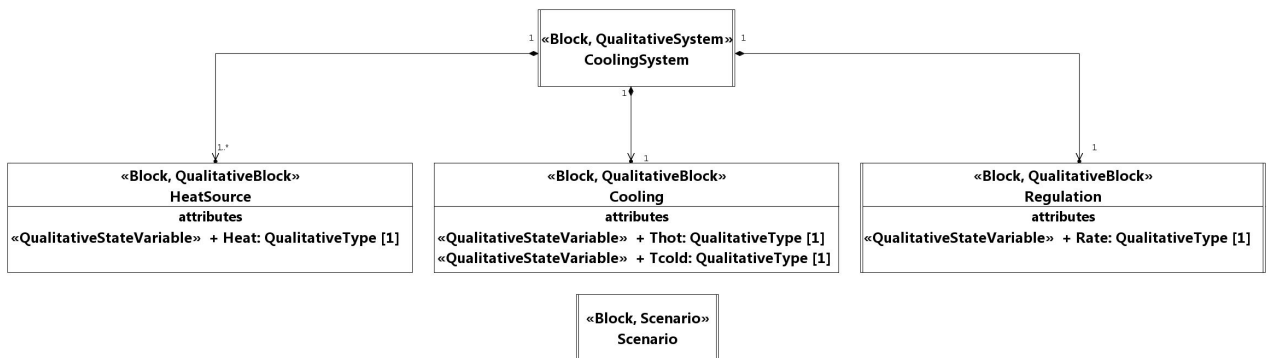 «Block, QualitativeSystem»
CoolingSystem
1
1
1
1..*
1
1
«Block, QualitativeBlock»
HeatSource
attributes
«QualitativeStateVariable» + Heat: QualitativeType [1]
«Block, QualitativeBlock»
Cooling
attributes
«QualitativeStateVariable» + Thot: QualitativeType [1]
«QualitativeStateVariable» + Tcold: QualitativeType [1]
«Block, QualitativeBlock»
Regulation
attributes
«QualitativeStateVariable» + Rate: QualitativeType [1]
«Block, Scenario»
Scenario